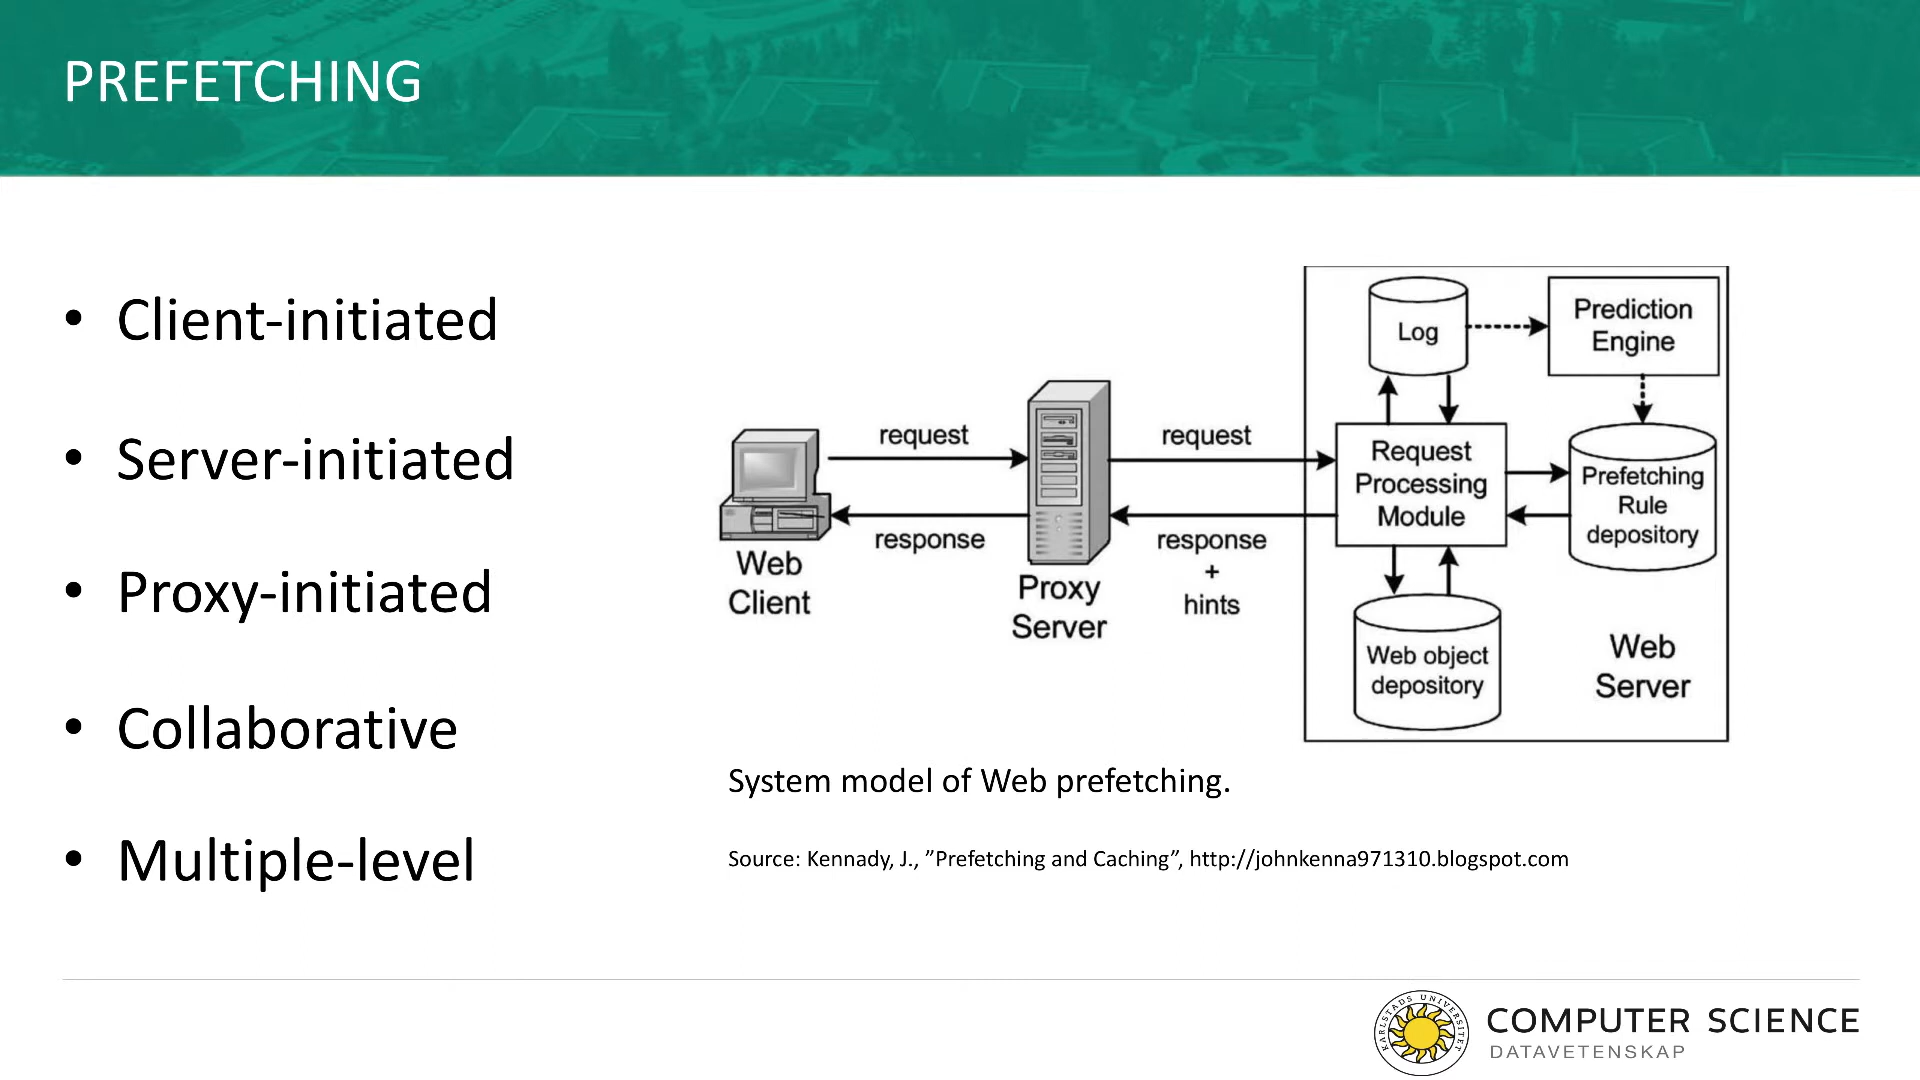 PREFETCHING
• Client-initiated
• Server-initiated
• Proxy-initiated
• Collaborative
• Multiple-level
Log
Prediction
Engine
request
request
Request
Processing
Module
Prefetching
Rule
depository
response
response
+
hints
Web
Client
Proxy
Server
Web object
depository
Web
Server
System model of Web prefetching.
Source: Kennady, J., ”Prefetching and Caching”, http://johnkenna971310.blogspot.com
KARLSTADS UNIVERSITET
COMPUTER SCIENCE
DATAVETENSKAP